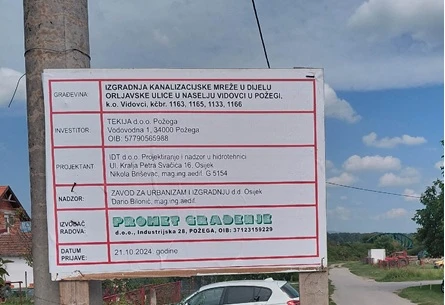 GRAĐEVINA:
IZGRADNJA KANALIZACIJSKE MREŽE U DIJELU
ORLJAVSKE ULICE U NASELJU VIDOVCI U POŽEGI,
k.o. Vidovci, kčbr. 1163, 1165, 1133, 1166
INVESTITOR:
TEKIJA d.o.o. Požega
Vodovodna 1, 34000 Požega
OIB: 57790565988
PROJEKTANT:
IDT d.o.o. Projektiranje i nadzor u hidrotehnici
Ul. Kralja Petra Svačića 16, Osijek
Nikola Briševac, mag.ing.aedif. G 5154
NADZOR:
ZAVOD ZA URBANIZAM I IZGRADNJU d.d. Osijek
Dario Bilonić, mag.ing.aedif.
IZVOĐAČ
RADOVA:
PROMET GRAĐENJE
d.o.o., Industrijska 28, POŽEGA, OIB: 37123159229
DATUM
PRIJAVE:
21.10.2024. godine